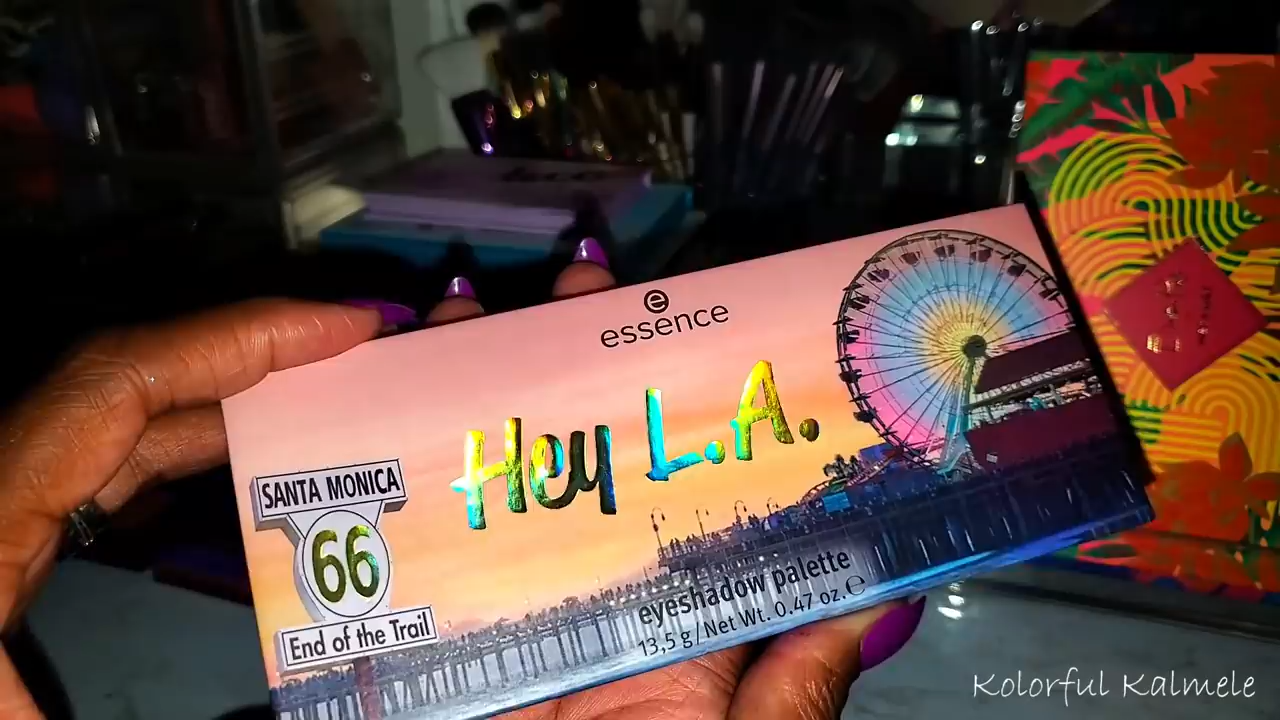 e
essence
Hey L.A.
SANTA MONICA
66
End of the Trail
eyeshadow palette
13,5 g/Net Wt. 0.47 oz.℮
Kolorful Kalmele